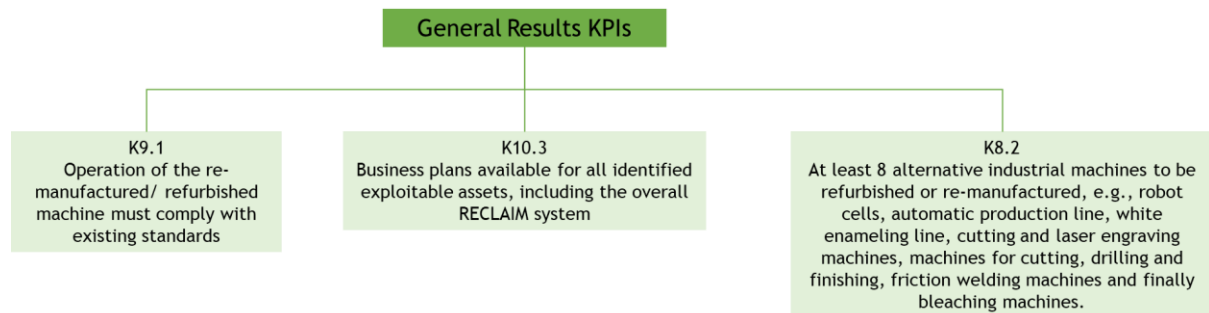 General Results KPIs
K9.1
Operation of the re-
manufactured/ refurbished
machine must comply with
existing standards
K10.3
Business plans available for all identified
exploitable assets, including the overall
RECLAIM system
K8.2
At least 8 alternative industrial machines to be
refurbished or re-manufactured, e.g., robot
cells, automatic production line, white
enameling line, cutting and laser engraving
machines, machines for cutting, drilling and
finishing, friction welding machines and finally
bleaching machines.